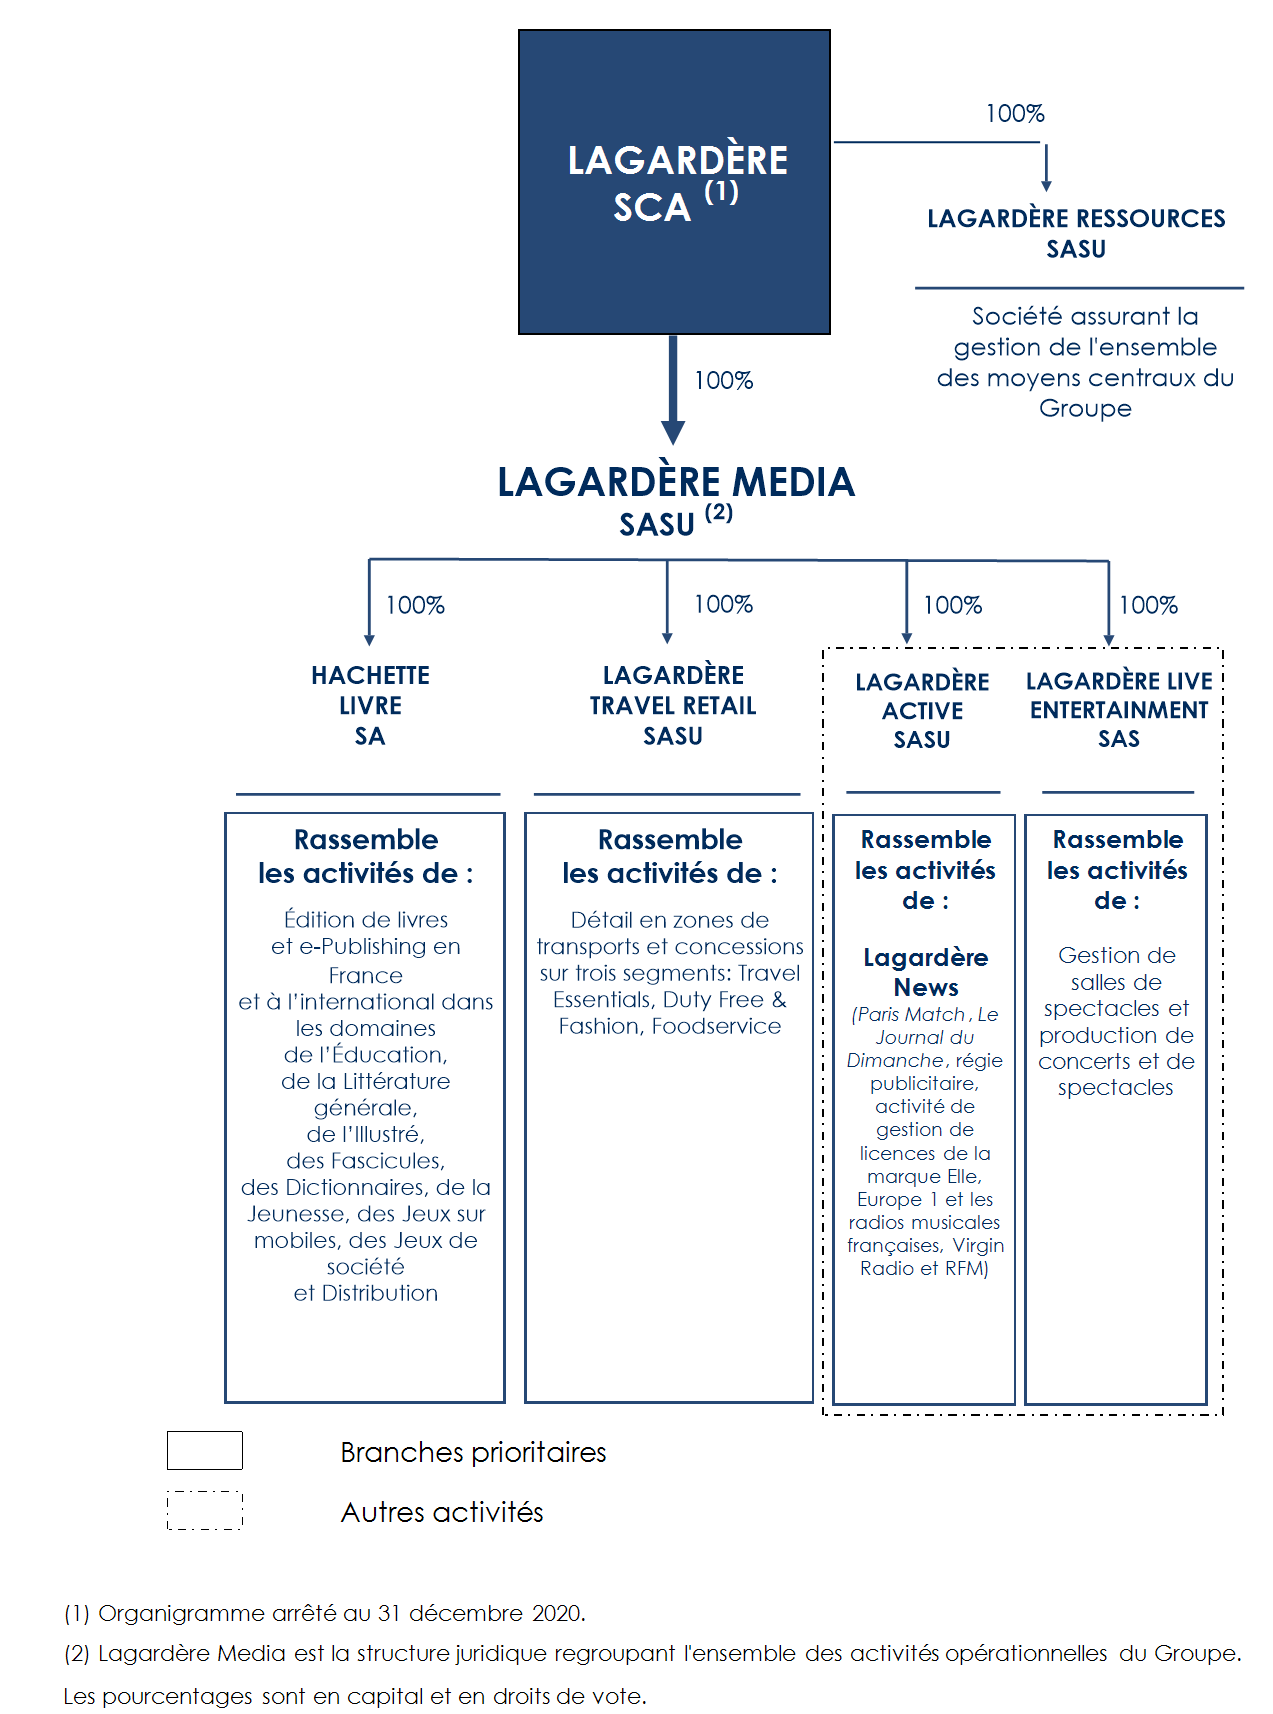 LAGARDÈRE
SCA (1)
100%
LAGARDÈRE RESSOURCES
SASU
Société assurant la
gestion de l'ensemble
des moyens centraux du
Groupe
100%
LAGARDÈRE MEDIA
SASU (2)
100%
100%
100%
100%
HACHETTE
LIVRE
SA
LAGARDÈRE
TRAVEL RETAIL
SASU
LAGARDÈRE
ACTIVE
SASU
LAGARDÈRE LIVE
ENTERTAINMENT
SAS
Rassemble
les activités de :
Édition de livres
et e-Publishing en
France
et à l’international dans
les domaines
de l’Éducation,
de la Littérature
générale,
de l’Illustré,
des Fascicules,
des Dictionnaires, de la
Jeunesse, des Jeux sur
mobiles, des Jeux de
société
et Distribution
Rassemble
les activités de :
Détail en zones de
transports et concessions
sur trois segments: Travel
Essentials, Duty Free &
Fashion, Foodservice
Rassemble
les activités
de :
Lagardère
News
(Paris Match , Le
Journal du
Dimanche , régie
publicitaire,
activité de
gestion de
licences de la
marque Elle,
Europe 1 et les
radios musicales
françaises, Virgin
Radio et RFM)
Rassemble
les activités
de :
Gestion de
salles de
spectacles et
production de
concerts et de
spectacles
Branches prioritaires
Autres activités
(1) Organigramme arrêté au 31 décembre 2020.
(2) Lagardère Media est la structure juridique regroupant l'ensemble des activités opérationnelles du Groupe.
Les pourcentages sont en capital et en droits de vote.